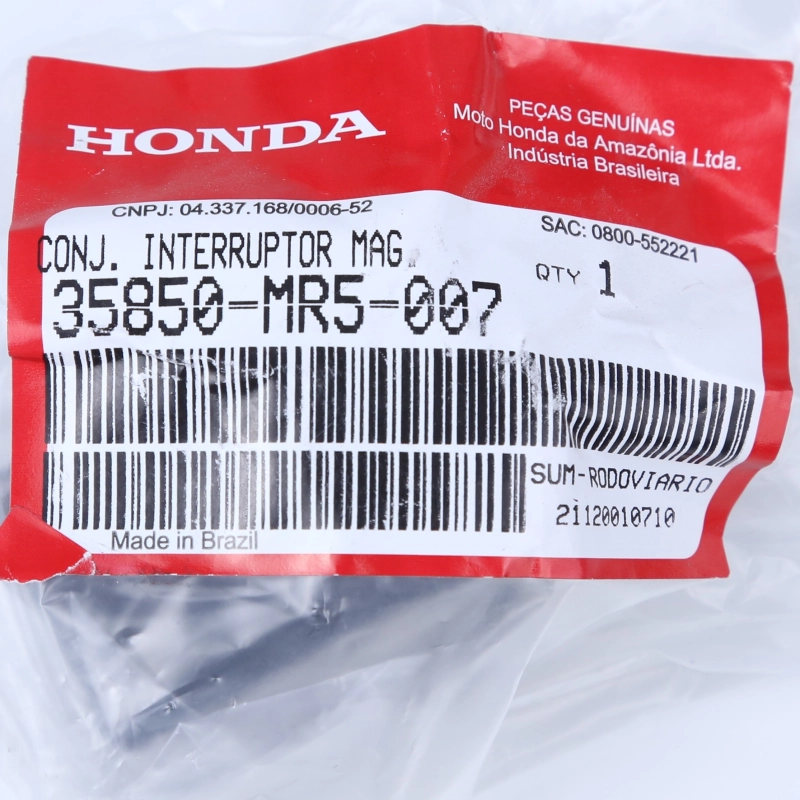 HONDA
PEÇAS GENUÍNAS
Moto Honda da Amazônia Ltda.
Indústria Brasileira
CNPJ: 04.337.168/0006-52
SAC: 0800-552221
CONJ. INTERRUPTOR MAG.
QTY 1
35850-MR5-007
SUM-RODOVIARIO
21120010710
Made in Brazil